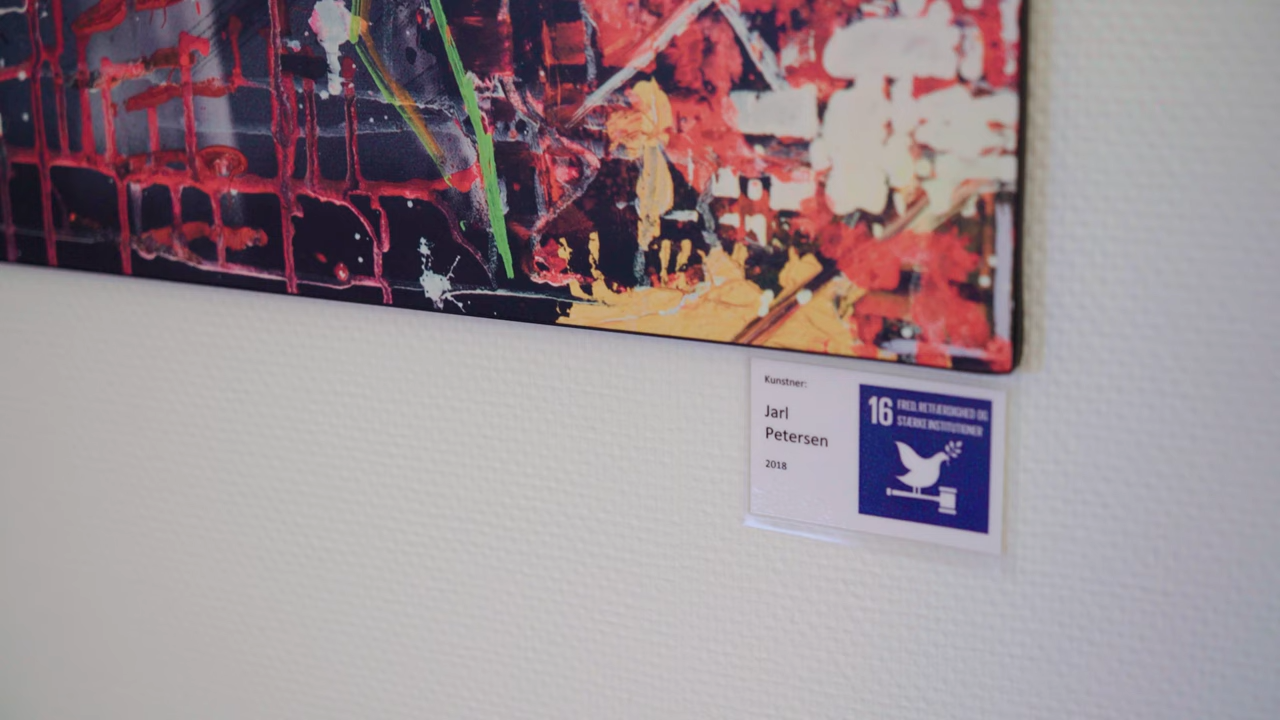 Kunstner:
Jarl
Petersen
2018
16
FRED, RETFÆRDIGHED OG
STÆRKE INSTITUTIONER